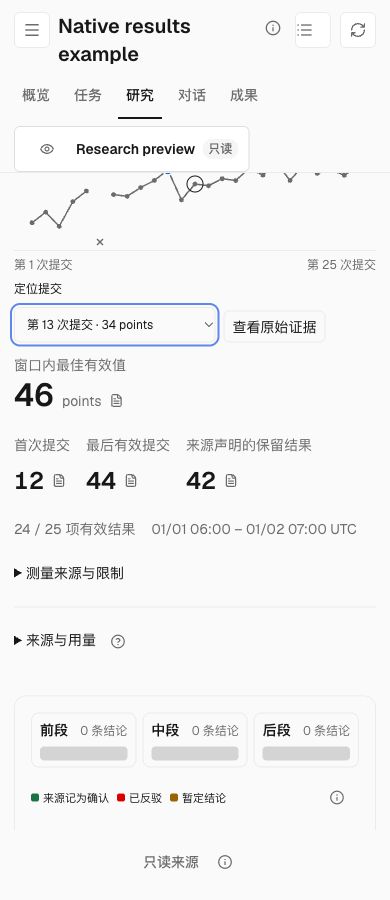 Native results
example
概览 任务 研究 对话 成果
Research preview 只读
第 1 次提交 第 25 次提交
定位提交
第 13 次提交 · 34 points 查看原始证据
窗口内最佳有效值
46 points
首次提交 最后有效提交 来源声明的保留结果
12 44 42
24 / 25 项有效结果 01/01 06:00 – 01/02 07:00 UTC
测量来源与限制
来源与用量
前段 0 条结论 中段 0 条结论 后段 0 条结论
来源记为确认 已反驳 暂定结论
只读来源